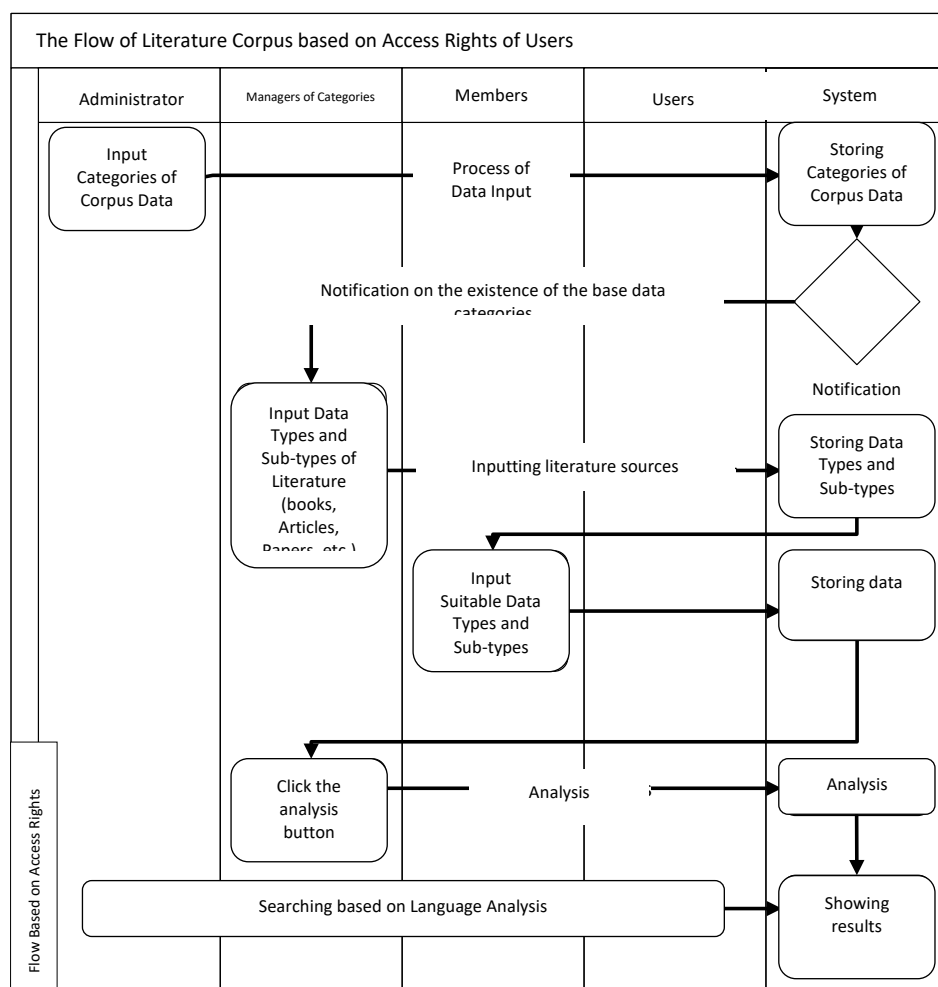 The Flow of Literature Corpus based on Access Rights of Users
Administrator
Managers of Categories
Members
Users
System
Input
Categories of
Corpus Data
Process of
Data Input
Storing
Categories of
Corpus Data
Notification on the existence of the base data
categories
Notification
Input Data
Types and
Sub-types of
Literature
(books,
Articles,
Papers, etc.)
Inputting literature sources
Storing Data
Types and
Sub-types
Input
Suitable Data
Types and
Sub-types
Storing data
Click the
analysis
button
Analysis
Analysis
Searching based on Language Analysis
Showing
results
Flow Based on Access Rights